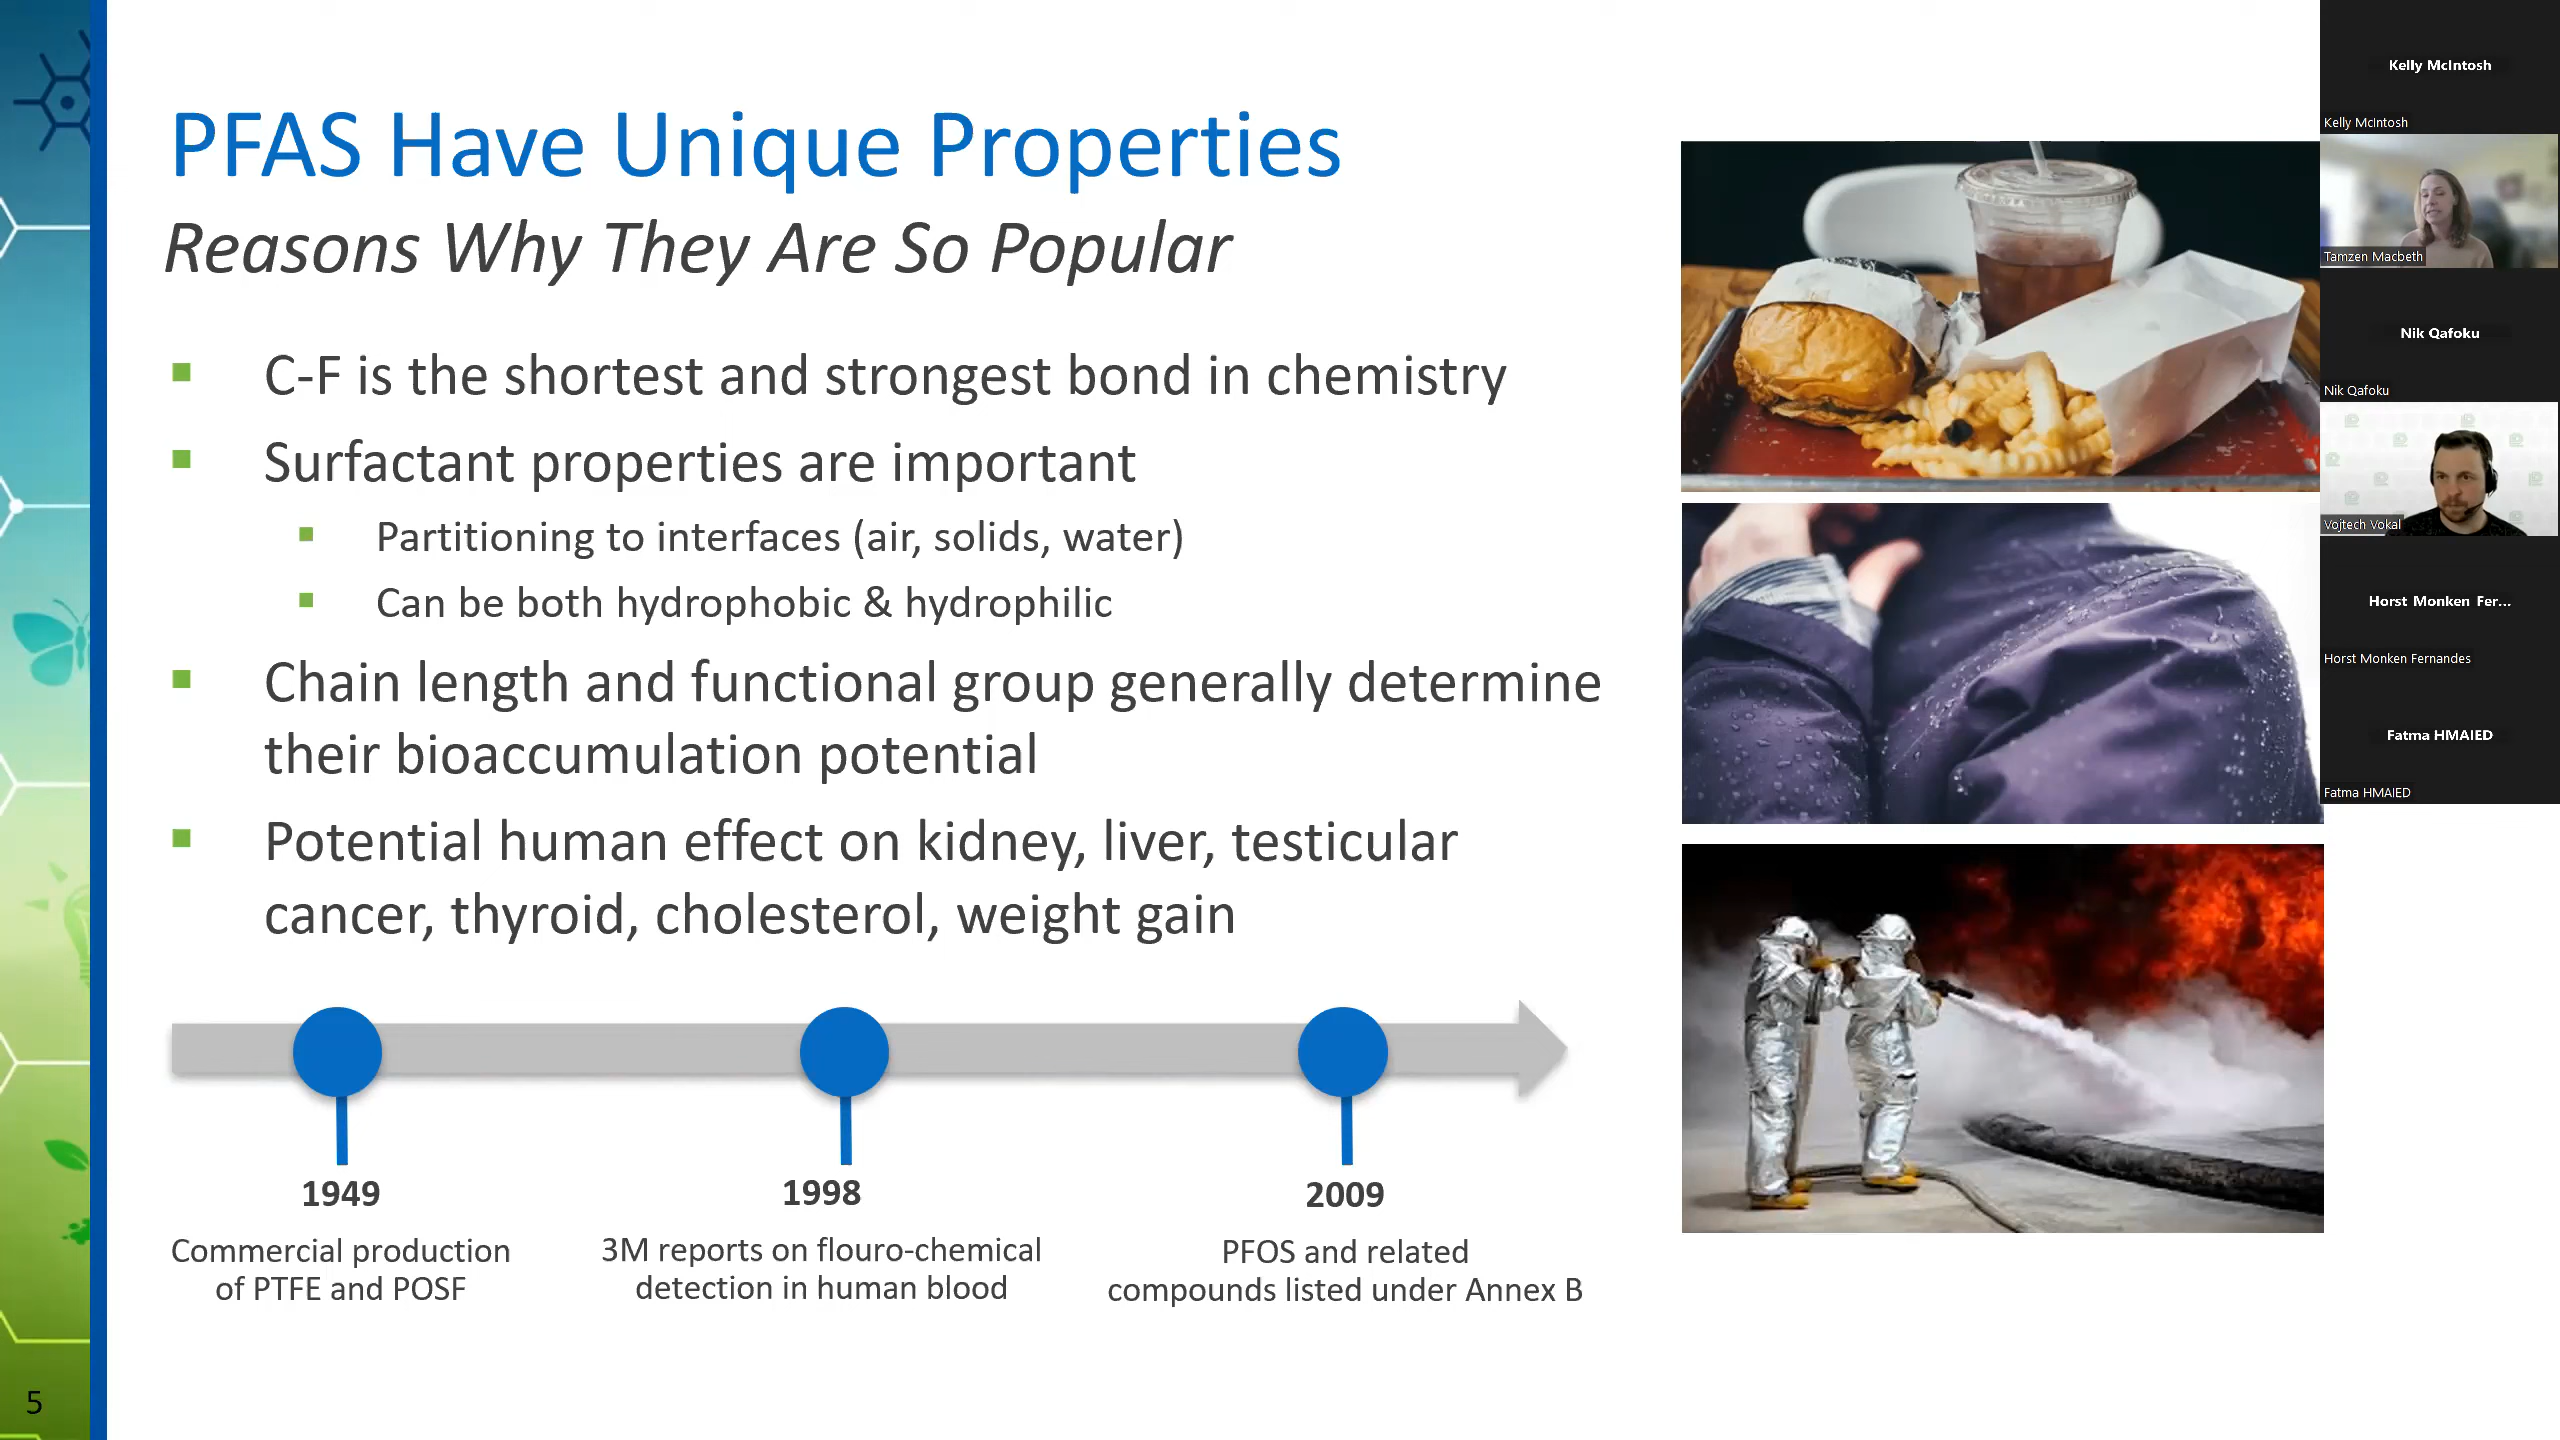 PFAS Have Unique Properties
Reasons Why They Are So Popular
C-F is the shortest and strongest bond in chemistry
Surfactant properties are important
Partitioning to interfaces (air, solids, water)
Can be both hydrophobic & hydrophilic
Chain length and functional group generally determine
their bioaccumulation potential
Potential human effect on kidney, liver, testicular
cancer, thyroid, cholesterol, weight gain
1949
Commercial production
of PTFE and POSF
1998
3M reports on flouro-chemical
detection in human blood
2009
PFOS and related
compounds listed under Annex B
5
Kelly McIntosh
Kelly McIntosh
Tamzen Macbeth
Nik Qafoku
Nik Qafoku
Vojtech Vokal
Horst Monken Fer...
Horst Monken Fernandes
Fatma HMAIED
Fatma HMAIED